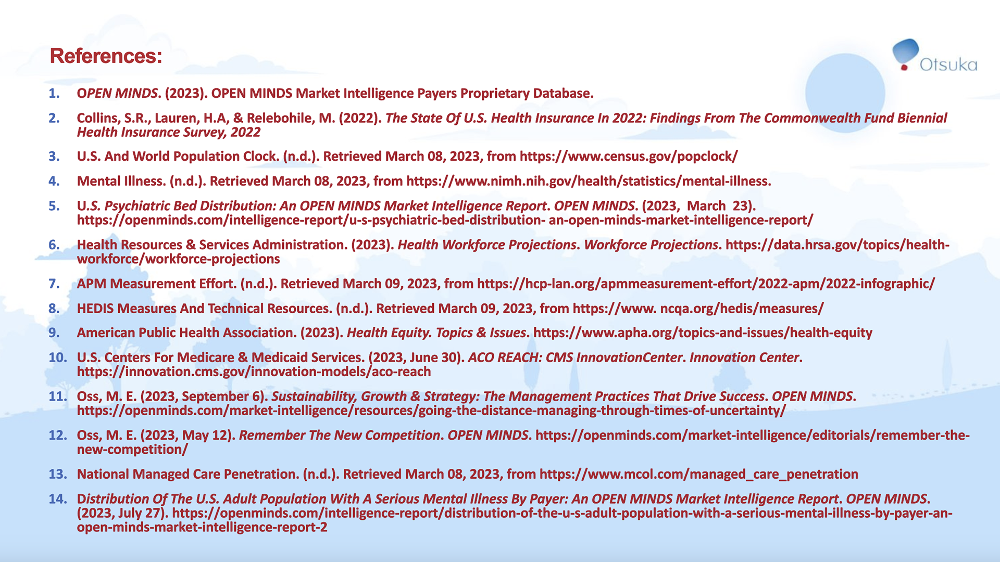 References:
Otsuka
1. OPEN MINDS. (2023). OPEN MINDS Market Intelligence Payers Proprietary Database.
2. Collins, S.R., Lauren, H.A, & Relebohile, M. (2022). The State Of U.S. Health Insurance In 2022: Findings From The Commonwealth Fund Biennial
Health Insurance Survey, 2022
3. U.S. And World Population Clock. (n.d.). Retrieved March 08, 2023, from https://www.census.gov/popclock/
4. Mental Illness. (n.d.). Retrieved March 08, 2023, from https://www.nimh.nih.gov/health/statistics/mental-illness.
5. U.S. Psychiatric Bed Distribution: An OPEN MINDS Market Intelligence Report. OPEN MINDS. (2023, March 23).
https://openminds.com/intelligence-report/u-s-psychiatric-bed-distribution- an-open-minds-market-intelligence-report/
6. Health Resources & Services Administration. (2023). Health Workforce Projections. Workforce Projections. https://data.hrsa.gov/topics/health-
workforce/workforce-projections
7. APM Measurement Effort. (n.d.). Retrieved March 09, 2023, from https://hcp-lan.org/apmmeasurement-effort/2022-apm/2022-infographic/
8. HEDIS Measures And Technical Resources. (n.d.). Retrieved March 09, 2023, from https://www. ncqa.org/hedis/measures/
9. American Public Health Association. (2023). Health Equity. Topics & Issues. https://www.apha.org/topics-and-issues/health-equity
10. U.S. Centers For Medicare & Medicaid Services. (2023, June 30). ACO REACH: CMS InnovationCenter. Innovation Center.
https://innovation.cms.gov/innovation-models/aco-reach
11. Oss, M. E. (2023, September 6). Sustainability, Growth & Strategy: The Management Practices That Drive Success. OPEN MINDS.
https://openminds.com/market-intelligence/resources/going-the-distance-managing-through-times-of-uncertainty/
12. Oss, M. E. (2023, May 12). Remember The New Competition. OPEN MINDS. https://openminds.com/market-intelligence/editorials/remember-the-
new-competition/
13. National Managed Care Penetration. (n.d.). Retrieved March 08, 2023, from https://www.mcol.com/managed_care_penetration
14. Distribution Of The U.S. Adult Population With A Serious Mental Illness By Payer: An OPEN MINDS Market Intelligence Report. OPEN MINDS.
(2023, July 27). https://openminds.com/intelligence-report/distribution-of-the-u-s-adult-population-with-a-serious-mental-illness-by-payer-an-
open-minds-market-intelligence-report-2